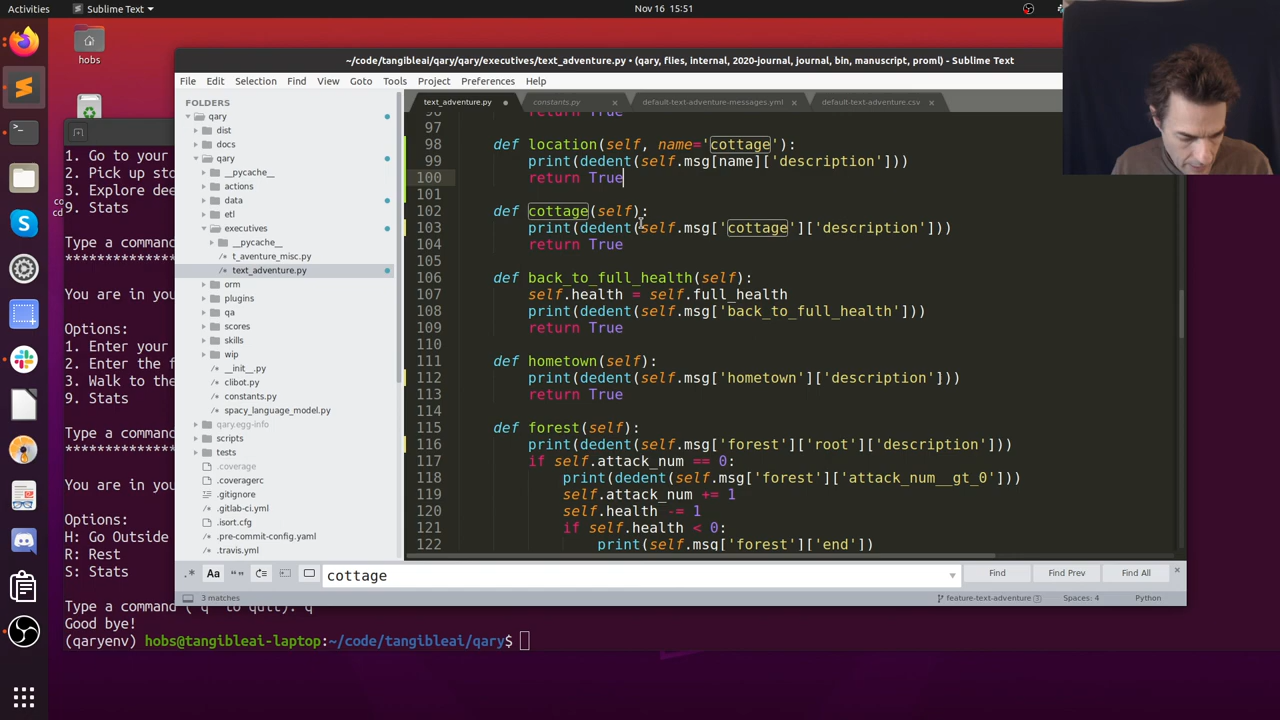 Activities
Sublime Text
Nov 16 15:51
hobs
~/code/tangibleai/qary/qary/executives/text_adventure.py • (qary, flies, internal, 2020-journal, journal, bin, manuscript, proml) - Sublime Text
File Edit Selection Find View Goto Tools Project Preferences Help
FOLDERS
qary
dist
docs
qary
__pycache__
actions
data
etl
executives
__pycache__
t_aventure_misc.py
text_adventure.py
orm
plugins
qa
scores
skills
wip
__init__.py
clibot.py
constants.py
spacy_language_model.py
qary.egg-info
scripts
tests
.coverage
.coveragerc
.gitignore
.gitlab-ci.yml
.isort.cfg
.pre-commit-config.yaml
.travis.yml
text_adventure.py
constants.py
default-text-adventure-messages.yml
default-text-adventure.csv
96 return True
97
98 def location(self, name='cottage'):
99 print(dedent(self.msg[name]['description']))
100 return True
101
102 def cottage(self):
103 print(dedent(self.msg['cottage']['description']))
104 return True
105
106 def back_to_full_health(self):
107 self.health = self.full_health
108 print(dedent(self.msg['back_to_full_health']))
109 return True
110
111 def hometown(self):
112 print(dedent(self.msg['hometown']['description']))
113 return True
114
115 def forest(self):
116 print(dedent(self.msg['forest']['root']['description']))
117 if self.attack_num == 0:
118 print(dedent(self.msg['forest']['attack_num__gt_0']))
119 self.attack_num += 1
120 self.health -= 1
121 if self.health < 0:
122 print(self.msg['forest']['end'])
.* Aa “” cottage Find Find Prev Find All
3 matches
feature-text-adventure 3
Spaces: 4
Python
1. Go to your
2. Pick up sto
3. Explore dee
9. Stats
Type a command
**************
You are in you
Options:
1. Enter your
2. Enter the f
3. Walk to the
9. Stats
Type a command
**************
You are in you
Options:
H: Go Outside
R: Rest
S: Stats
Type a command ("q" to quit): q
Good bye!
(qaryenv) hobs@tangibleai-laptop:~/code/tangibleai/qary$